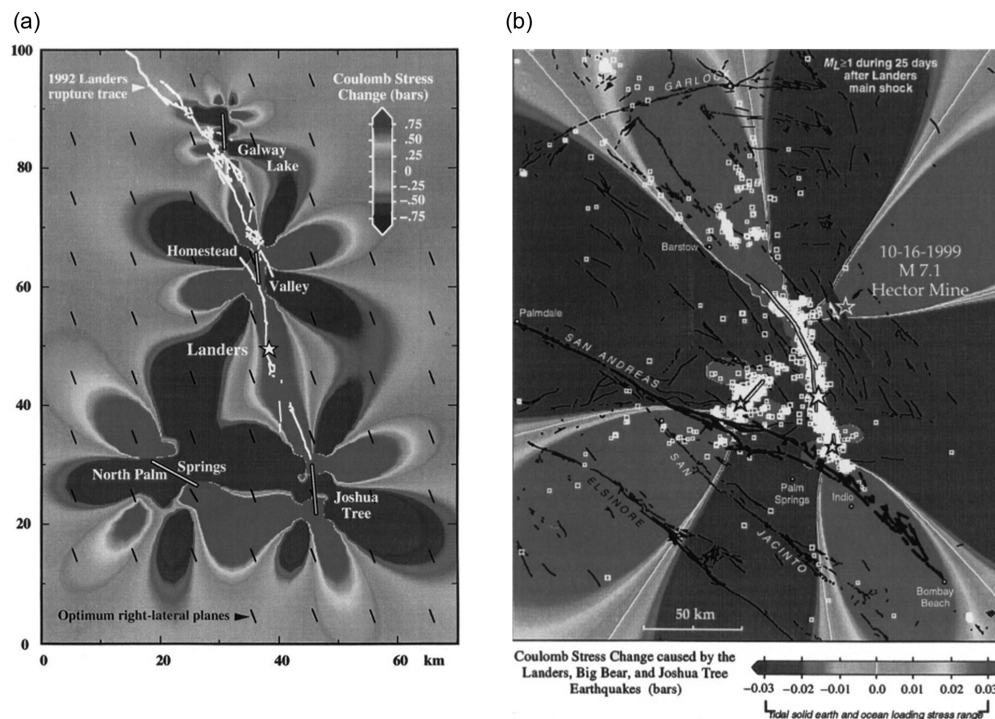 (a)
100
80
60
40
20
0
0
20
40
60
km
1992 Landers
rupture trace
Coulomb Stress
Change (bars)
.75
.50
.25
0
-.25
-.50
-.75
Galway
Lake
Homestead
Valley
Landers
North Palm
Springs
Joshua
Tree
Optimum right-lateral planes
(b)
ML≥1 during 25 days
after Landers
main shock
GARLOC
Barstow
10-16-1999
M 7.1
Hector Mine
Palmdale
SAN ANDREAS
SAN
JACINTO
ELSINORE
Palm
Springs
Indio
Bombay
Beach
50 km
Coulomb Stress Change caused by the
Landers, Big Bear, and Joshua Tree
Earthquakes (bars)
-0.03
-0.02
-0.01
0.0
0.01
0.02
0.03
Tidal solid earth and ocean loading stress range